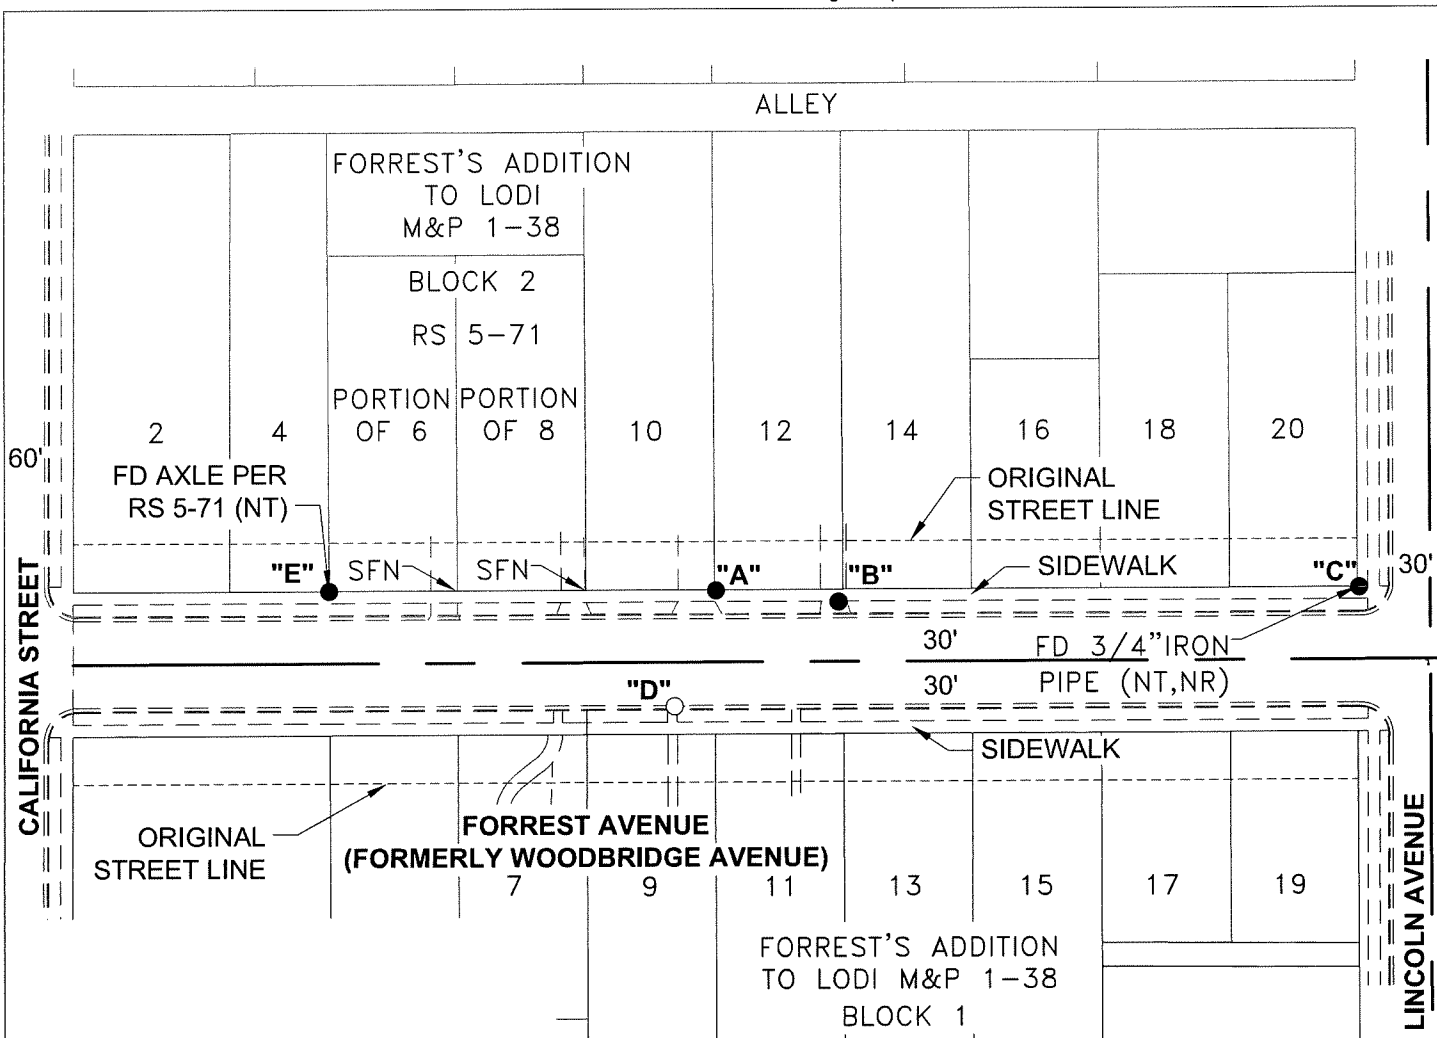 ALLEY
FORREST'S ADDITION
TO LODI
M&P 1-38
BLOCK 2
RS 5-71
PORTION
OF 6
PORTION
OF 8
2
4
10
12
14
16
18
20
60'
FD AXLE PER
RS 5-71 (NT)
ORIGINAL
STREET LINE
"E"
SFN
SFN
"A"
"B"
SIDEWALK
"C"
30'
CALIFORNIA STREET
30'
FD 3/4"IRON
PIPE (NT,NR)
30'
"D"
SIDEWALK
ORIGINAL
STREET LINE
FORREST AVENUE
(FORMERLY WOODBRIDGE AVENUE)
7
9
11
13
15
17
19
LINCOLN AVENUE
FORREST'S ADDITION
TO LODI M&P 1-38
BLOCK 1